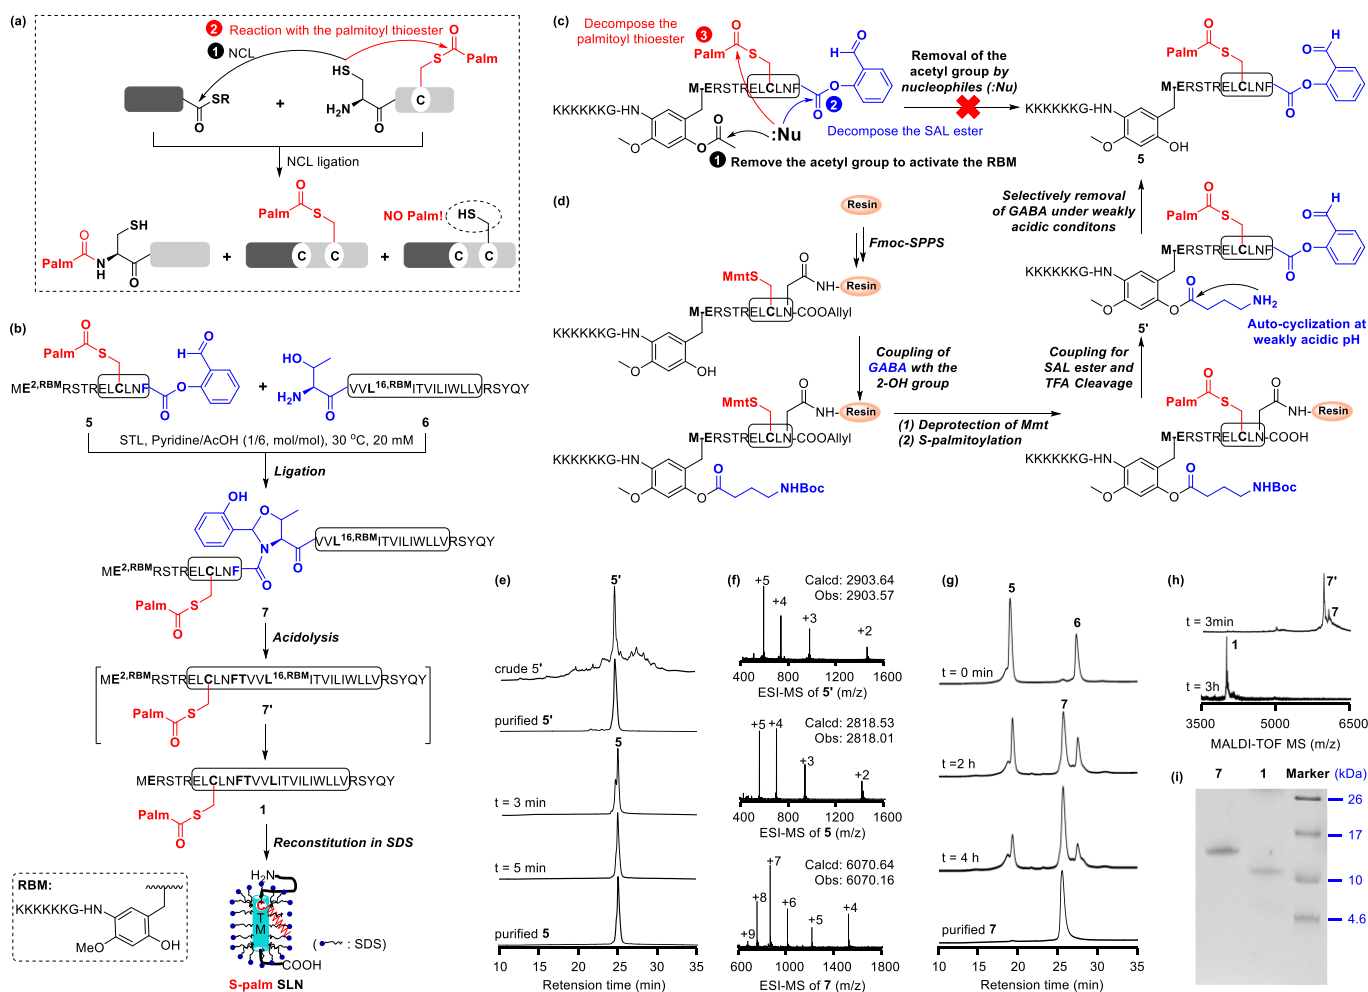 (a)
2 Reaction with the palmitoyl thioester
1 NCL
O
S
Palm
HS
SR
O
+
H2N
O
C
NCL ligation
O
Palm
S
NO Palm!
HS
SH
O
Palm
N
H
O
+
C C
+
C C
(b)
O
Palm
S
H
O
ME2,RBMRSTRELCLNF
O
O
5
+
HO
H2N
O
VVL16,RBMITVILIWLLVRSYQY
6
STL, Pyridine/AcOH (1/6, mol/mol), 30 oC, 20 mM
Ligation
OH
O
N
O
VVL16,RBMITVILIWLLVRSYQY
ME2,RBMRSTRELCLNF
O
Palm
S
O
7
Acidolysis
ME2,RBMRSTRELCLNFTVVL16,RBMITVILIWLLVRSYQY
Palm
S
O
7'
MERSTRELCLNFTVVLITVILIWLLVRSYQY
Palm
S
O
1
Reconstitution in SDS
RBM:
KKKKKKG-HN
MeO
OH
H2N
C
T
M
COOH
( : SDS)
S-palm SLN
(c)
Decompose the
palmitoyl thioester
3
O
Palm
S
H
O
M-ERSTRELCLNF
O
O
2
KKKKKKG-HN
O
O
O
:Nu
Decompose the SAL ester
1 Remove the acetyl group to activate the RBM
Removal of the
acetyl group by
nucleophiles (:Nu)
O
Palm
S
H
O
M-ERSTRELCLNF
O
O
KKKKKKG-HN
O
OH
5
(d)
Resin
Fmoc-SPPS
MmtS
O
NH
Resin
M-ERSTRELCLN-COOAllyl
KKKKKKG-HN
O
OH
Coupling of
GABA wth the
2-OH group
MmtS
O
NH
Resin
M-ERSTRELCLN-COOAllyl
KKKKKKG-HN
O
O
O
NHBoc
(1) Deprotection of Mmt
(2) S-palmitoylation
O
Palm
S
O
NH
Resin
M-ERSTRELCLN-COOH
KKKKKKG-HN
O
O
O
NHBoc
Coupling for
SAL ester and
TFA Cleavage
O
Palm
S
H
O
M-ERSTRELCLNF
O
O
KKKKKKG-HN
O
O
O
NH2
5'
Auto-cyclization at
weakly acidic pH
Selectively removal
of GABA under weakly
acidic conditons
(e)
5'
crude 5'
purified 5'
5
t = 3 min
t = 5 min
purified 5
10 15 20 25 30 35
Retension time (min)
(f)
+5
+4
+3
+2
Calcd: 2903.64
Obs: 2903.57
400 800 1200 1600
ESI-MS of 5' (m/z)
+5
+4
+3
+2
Calcd: 2818.53
Obs: 2818.01
400 800 1200 1600
ESI-MS of 5 (m/z)
+9
+8
+7
+6
+5
+4
Calcd: 6070.64
Obs: 6070.16
600 1000 1400 1800
ESI-MS of 7 (m/z)
(g)
5
6
t = 0 min
7
t =2 h
t = 4 h
purified 7
10 15 20 25 30 35
Retension time (min)
(h)
7'
7
t = 3min
1
t = 3h
3500 5000 6500
MALDI-TOF MS (m/z)
(i)
7 1 Marker (kDa)
26
17
10
4.6